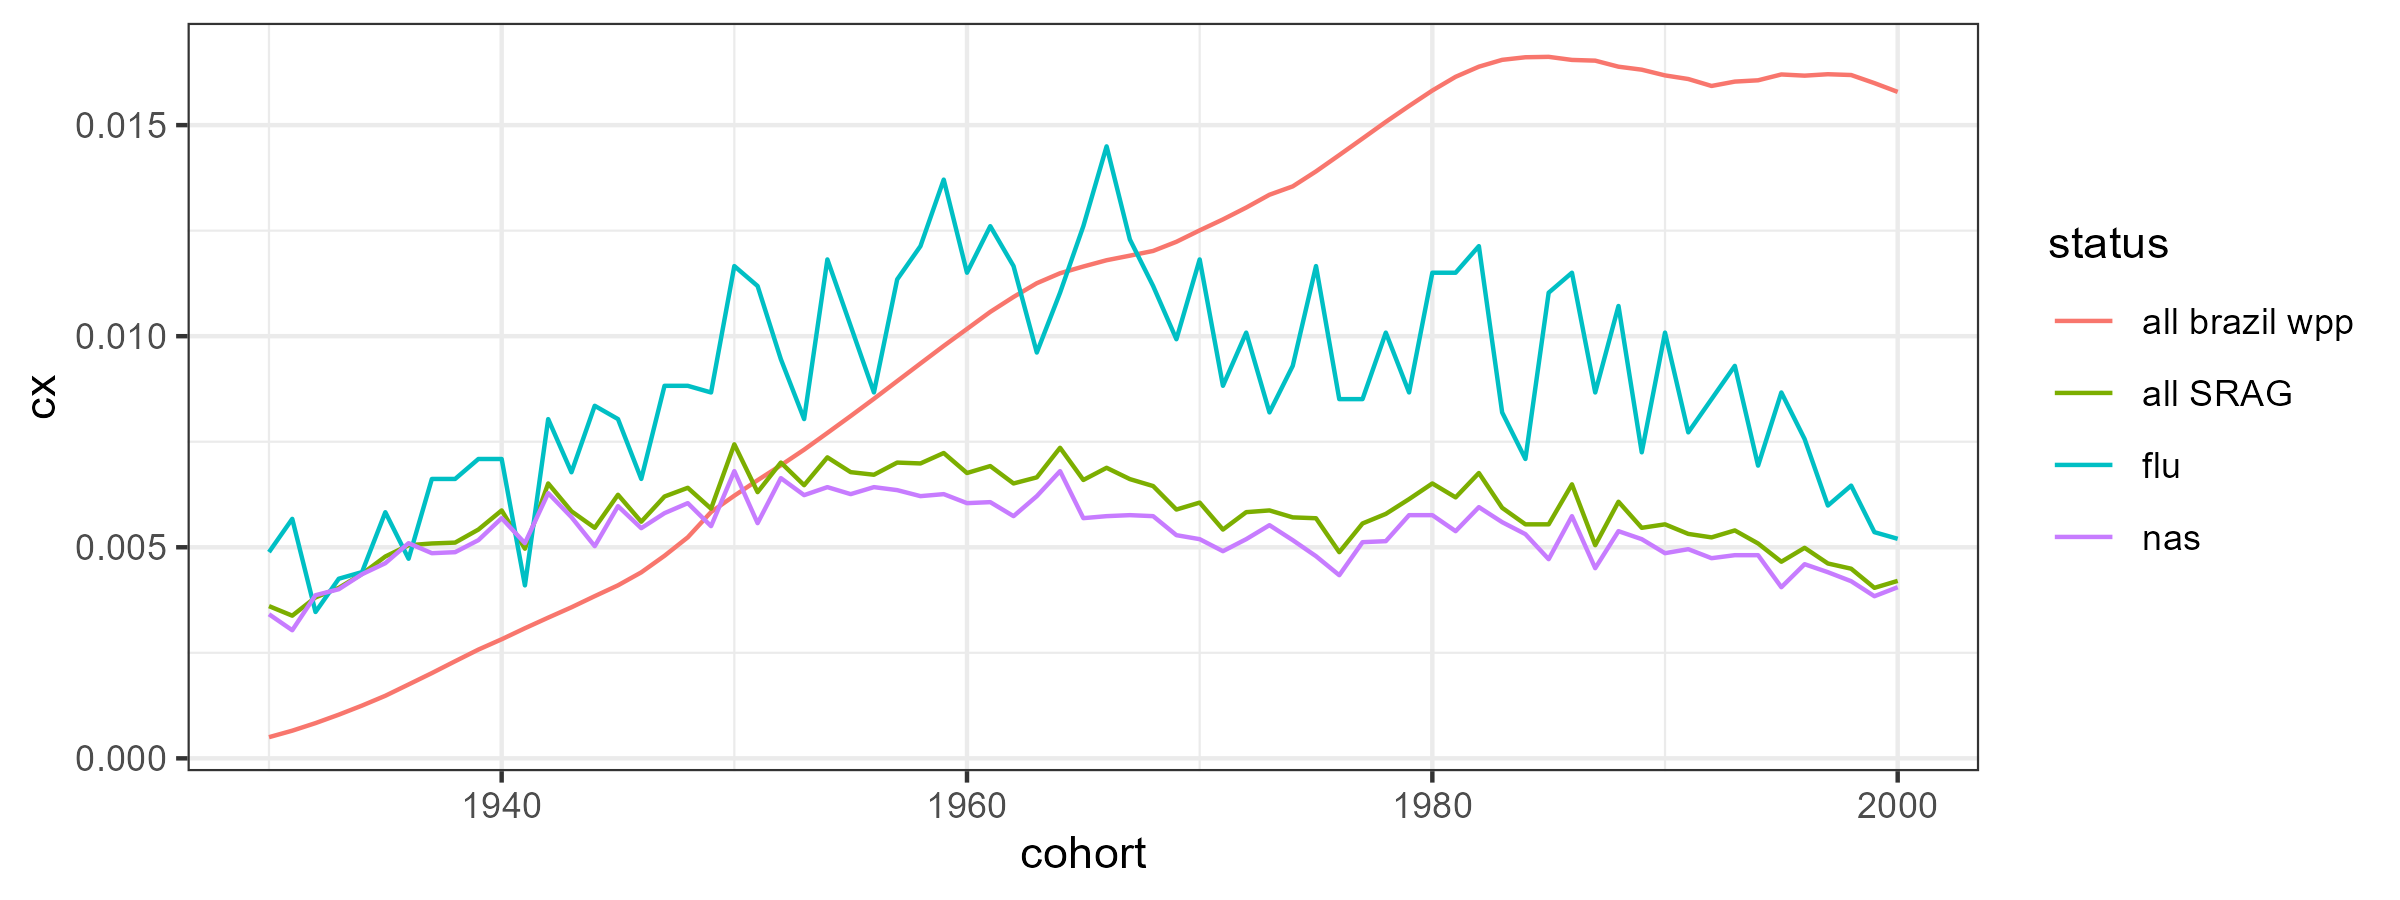 cx
0.015
0.010
0.005
0.000
1940 1960 1980 2000
cohort
status
all brazil wpp
all SRAG
flu
nas